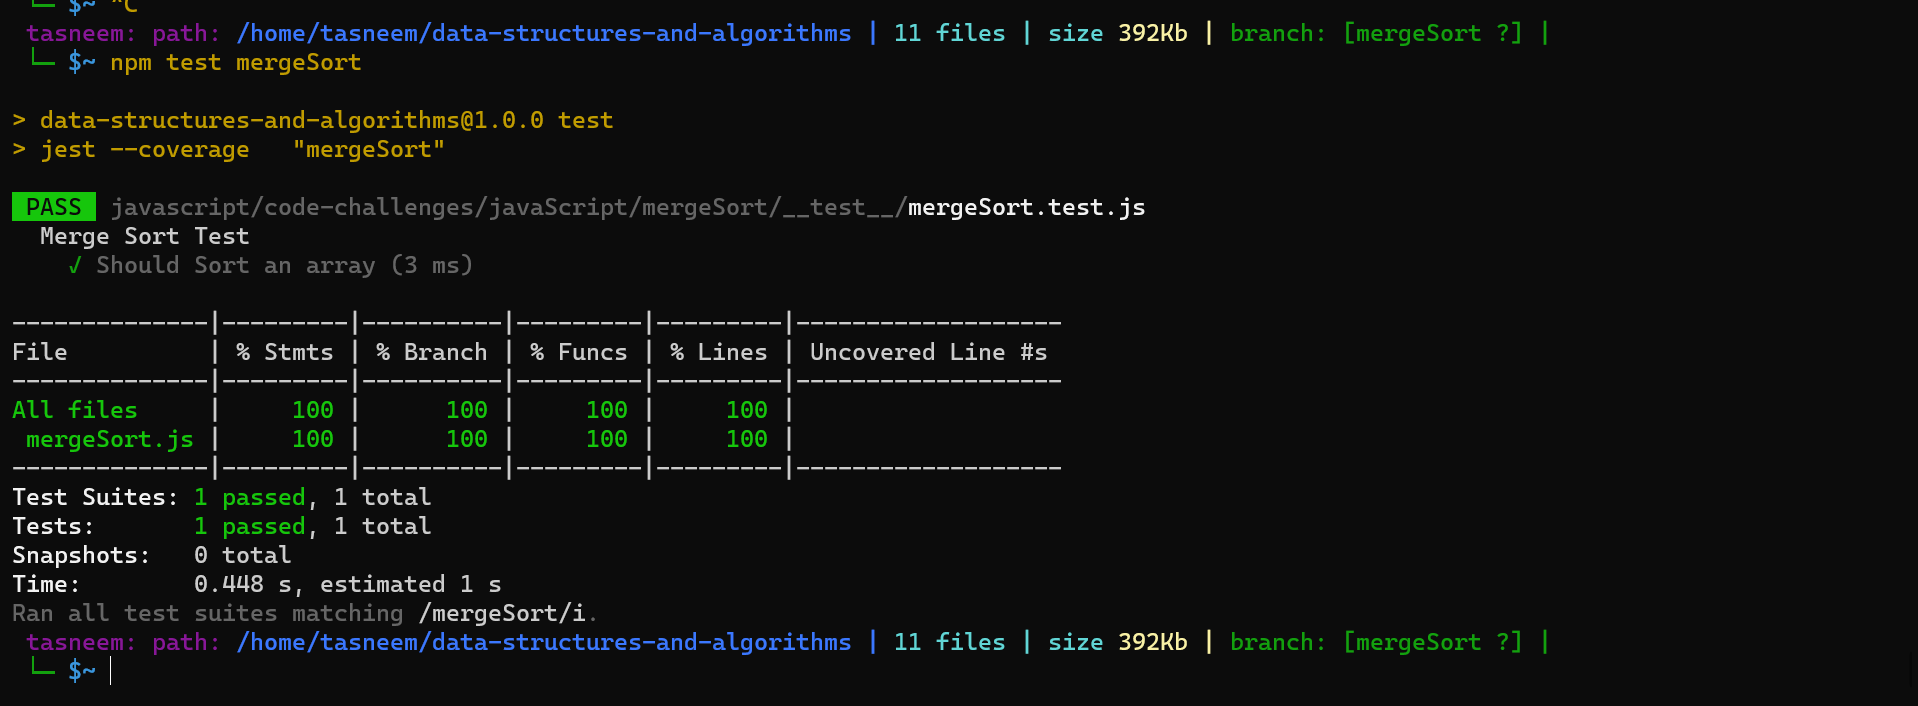 └─ $~ ^C
tasneem: path: /home/tasneem/data-structures-and-algorithms | 11 files | size 392Kb | branch: [mergeSort ?] |
└─ $~ npm test mergeSort
> data-structures-and-algorithms@1.0.0 test
> jest --coverage   "mergeSort"
PASS javascript/code-challenges/javaScript/mergeSort/__test__/mergeSort.test.js
Merge Sort Test
√ Should Sort an array (3 ms)
--------------|---------|----------|---------|---------|-------------------
File          | % Stmts | % Branch | % Funcs | % Lines | Uncovered Line #s
--------------|---------|----------|---------|---------|-------------------
All files     |     100 |      100 |     100 |     100 |
 mergeSort.js |     100 |      100 |     100 |     100 |
--------------|---------|----------|---------|---------|-------------------
Test Suites: 1 passed, 1 total
Tests:       1 passed, 1 total
Snapshots:   0 total
Time:        0.448 s, estimated 1 s
Ran all test suites matching /mergeSort/i.
tasneem: path: /home/tasneem/data-structures-and-algorithms | 11 files | size 392Kb | branch: [mergeSort ?] |
└─ $~